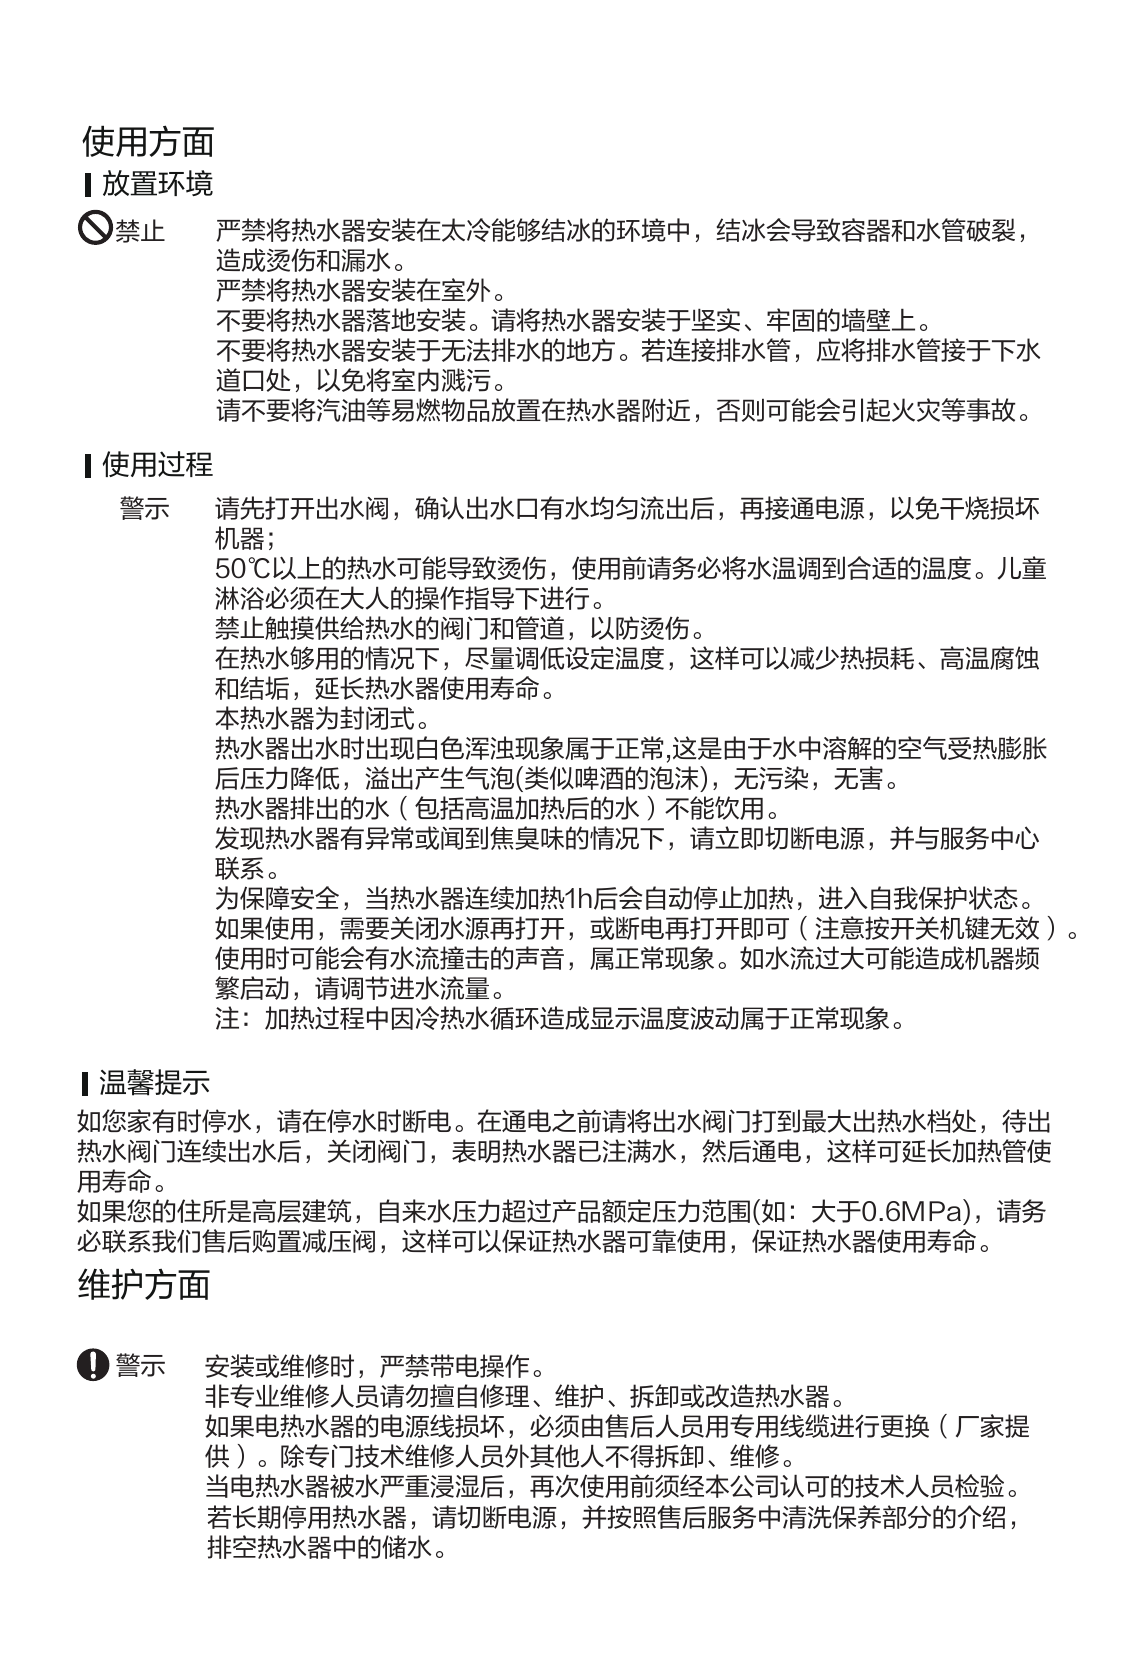 使用方面
放置环境
禁止 严禁将热水器安装在太冷能够结冰的环境中，结冰会导致容器和水管破裂，
造成烫伤和漏水。
严禁将热水器安装在室外。
不要将热水器落地安装。请将热水器安装于坚实、牢固的墙壁上。
不要将热水器安装于无法排水的地方。若连接排水管，应将排水管接于下水
道口处，以免将室内溅污。
请不要将汽油等易燃物品放置在热水器附近，否则可能会引起火灾等事故。
使用过程
警示 请先打开出水阀，确认出水口有水均匀流出后，再接通电源，以免干烧损坏
机器；
50℃以上的热水可能导致烫伤，使用前请务必将水温调到合适的温度。儿童
淋浴必须在大人的操作指导下进行。
禁止触摸供给热水的阀门和管道，以防烫伤。
在热水够用的情况下，尽量调低设定温度，这样可以减少热损耗、高温腐蚀
和结垢，延长热水器使用寿命。
本热水器为封闭式。
热水器出水时出现白色浑浊现象属于正常,这是由于水中溶解的空气受热膨胀
后压力降低，溢出产生气泡(类似啤酒的泡沫)，无污染，无害。
热水器排出的水（包括高温加热后的水）不能饮用。
发现热水器有异常或闻到焦臭味的情况下，请立即切断电源，并与服务中心
联系。
为保障安全，当热水器连续加热1h后会自动停止加热，进入自我保护状态。
如果使用，需要关闭水源再打开，或断电再打开即可（注意按开关机键无效）。
使用时可能会有水流撞击的声音，属正常现象。如水流过大可能造成机器频
繁启动，请调节进水流量。
注：加热过程中因冷热水循环造成显示温度波动属于正常现象。
温馨提示
如您家有时停水，请在停水时断电。在通电之前请将出水阀门打到最大出热水档处，待出
热水阀门连续出水后，关闭阀门，表明热水器已注满水，然后通电，这样可延长加热管使
用寿命。
如果您的住所是高层建筑，自来水压力超过产品额定压力范围(如：大于0.6MPa)，请务
必联系我们售后购置减压阀，这样可以保证热水器可靠使用，保证热水器使用寿命。
维护方面
警示 安装或维修时，严禁带电操作。
非专业维修人员请勿擅自修理、维护、拆卸或改造热水器。
如果电热水器的电源线损坏，必须由售后人员用专用线缆进行更换（厂家提
供）。除专门技术维修人员外其他人不得拆卸、维修。
当电热水器被水严重浸湿后，再次使用前须经本公司认可的技术人员检验。
若长期停用热水器，请切断电源，并按照售后服务中清洗保养部分的介绍，
排空热水器中的储水。